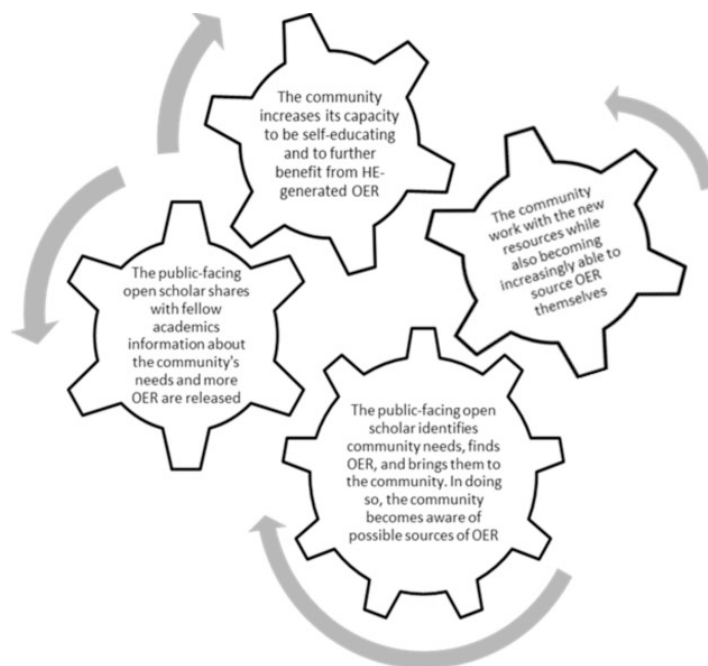 The community
increases its capacity
to be self-educating
and to further
benefit from HE-
generated OER
The community
work with the new
resources while
also becoming
increasingly able to
source OER
themselves
The public-facing
open scholar shares
with fellow
academics
information about
the community's
needs and more
OER are released
The public-facing open
scholar identifies
community needs, finds
OER, and brings them to
the community. In doing
so, the community
becomes aware of
possible sources of OER